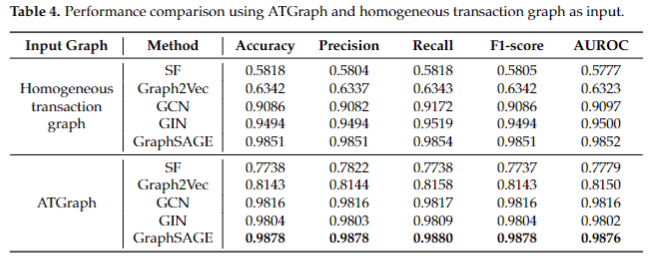 Table 4. Performance comparison using ATGraph and homogeneous transaction graph as input.
Input Graph Method Accuracy Precision Recall F1-score AUROC
SF 0.5818 0.5804 0.5818 0.5805 0.5777
Homogeneous Graph2Vec 0.6342 0.6337 0.6343 0.6342 0.6323
transaction GCN 0.9086 0.9082 0.9172 0.9086 0.9097
graph GIN 0.9494 0.9494 0.9519 0.9494 0.9500
GraphSAGE 0.9851 0.9851 0.9854 0.9851 0.9852
SF 0.7738 0.7822 0.7738 0.7737 0.7779
Graph2Vec 0.8143 0.8144 0.8158 0.8143 0.8150
ATGraph GCN 0.9816 0.9816 0.9817 0.9816 0.9816
GIN 0.9804 0.9803 0.9809 0.9804 0.9802
GraphSAGE 0.9878 0.9878 0.9880 0.9878 0.9876